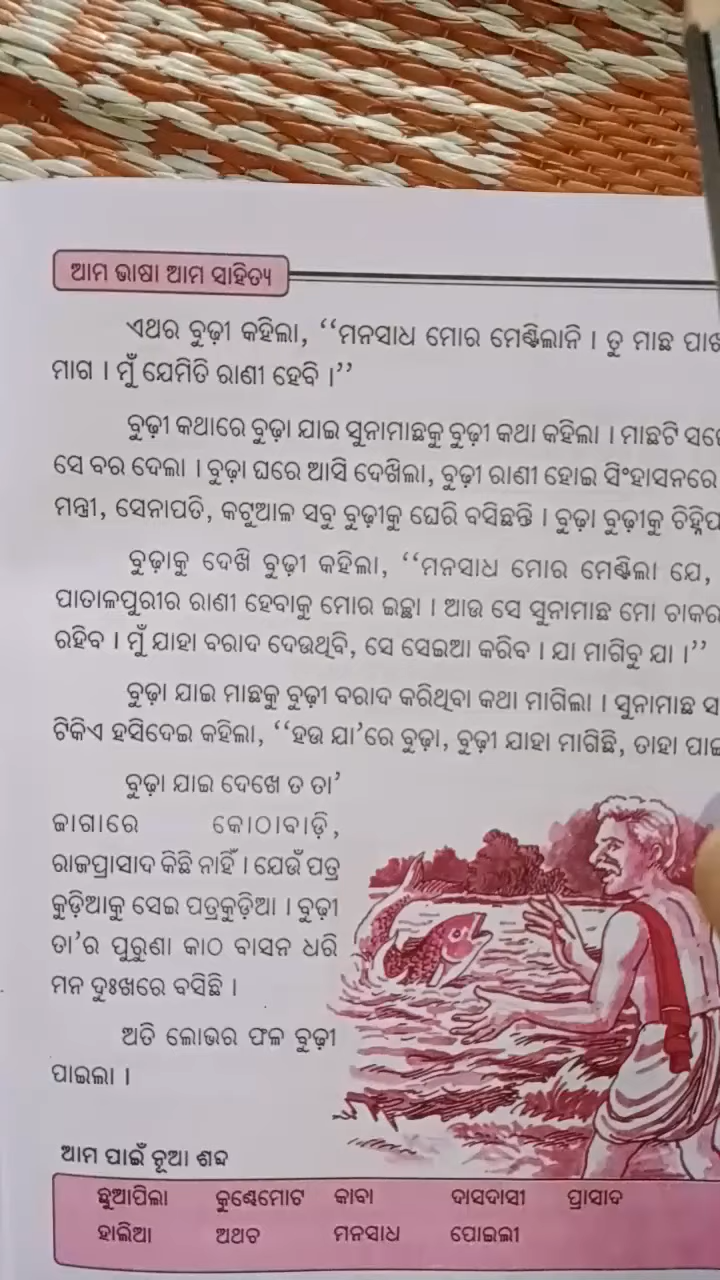 ଆମ ଭାଷା ଆମ ସାହିତ୍ୟ
ଏଥର ବୁଢ଼ୀ କହିଲା, ‘‘ମନସାଧ ମୋର ମେଣ୍ଟିଲାନି । ତୁ ମାଛ
ମାଗ । ମୁଁ ଯେମିତି ରାଣୀ ହେବି ।’’
ବୁଢ଼ୀ କଥାରେ ବୁଢ଼ା ଯାଇ ସୁନାମାଛକୁ ବୁଢ଼ୀ କଥା କହିଲା । ମାଛଟି
ସେ ବର ଦେଲା । ବୁଢ଼ା ଘରେ ଆସି ଦେଖିଲା, ବୁଢ଼ୀ ରାଣୀ ହୋଇ ସିଂହାସନରେ
ମନ୍ତ୍ରୀ, ସେନାପତି, କଟୁଆଳ ସବୁ ବୁଢ଼ୀକୁ ଘେରି ବସିଛନ୍ତି । ବୁଢ଼ା ବୁଢ଼ୀକୁ
ବୁଢ଼ାକୁ ଦେଖି ବୁଢ଼ୀ କହିଲା, ‘‘ମନସାଧ ମୋର ମେଣ୍ଟିଲା ଯେ,
ପାତାଳପୁରୀର ରାଣୀ ହେବାକୁ ମୋର ଇଚ୍ଛା । ଆଉ ସେ ସୁନାମାଛ ମୋ
ରହିବ । ମୁଁ ଯାହା ବରାଦ ଦେଉଥିବି, ସେ ସେଇଆ କରିବ । ଯା ମାଗିବୁ ଯା ।’’
ବୁଢ଼ା ଯାଇ ମାଛକୁ ବୁଢ଼ୀ ବରାଦ କରିଥିବା କଥା ମାଗିଲା । ସୁନାମାଛ
ଟିକିଏ ହସିଦେଇ କହିଲା, ‘‘ହଉ ଯା’ରେ ବୁଢ଼ା, ବୁଢ଼ୀ ଯାହା ମାଗିଛି, ତାହା
ବୁଢ଼ା ଯାଇ ଦେଖେ ତ ତା’
ଜାଗାରେ କୋଠାବାଡ଼ି,
ରାଜପ୍ରାସାଦ କିଛି ନାହିଁ । ଯେଉଁ ପତ୍ର
କୁଡ଼ିଆକୁ ସେଇ ପତ୍ରକୁଡ଼ିଆ । ବୁଢ଼ୀ
ତା’ର ପୁରୁଣା କାଠ ବାସନ ଧରି
ମନ ଦୁଃଖରେ ବସିଛି ।
ଅତି ଲୋଭର ଫଳ ବୁଢ଼ୀ
ପାଇଲା ।
ଆମ ପାଇଁ ନୂଆ ଶବ୍ଦ
ଛୁଆପିଲା କୁଣ୍ଢେମୋଟ କାବା ଦାସଦାସୀ ପ୍ରାସାଦ
ହାଲିଆ ଅଥଚ ମନସାଧ ପୋଇଲୀ